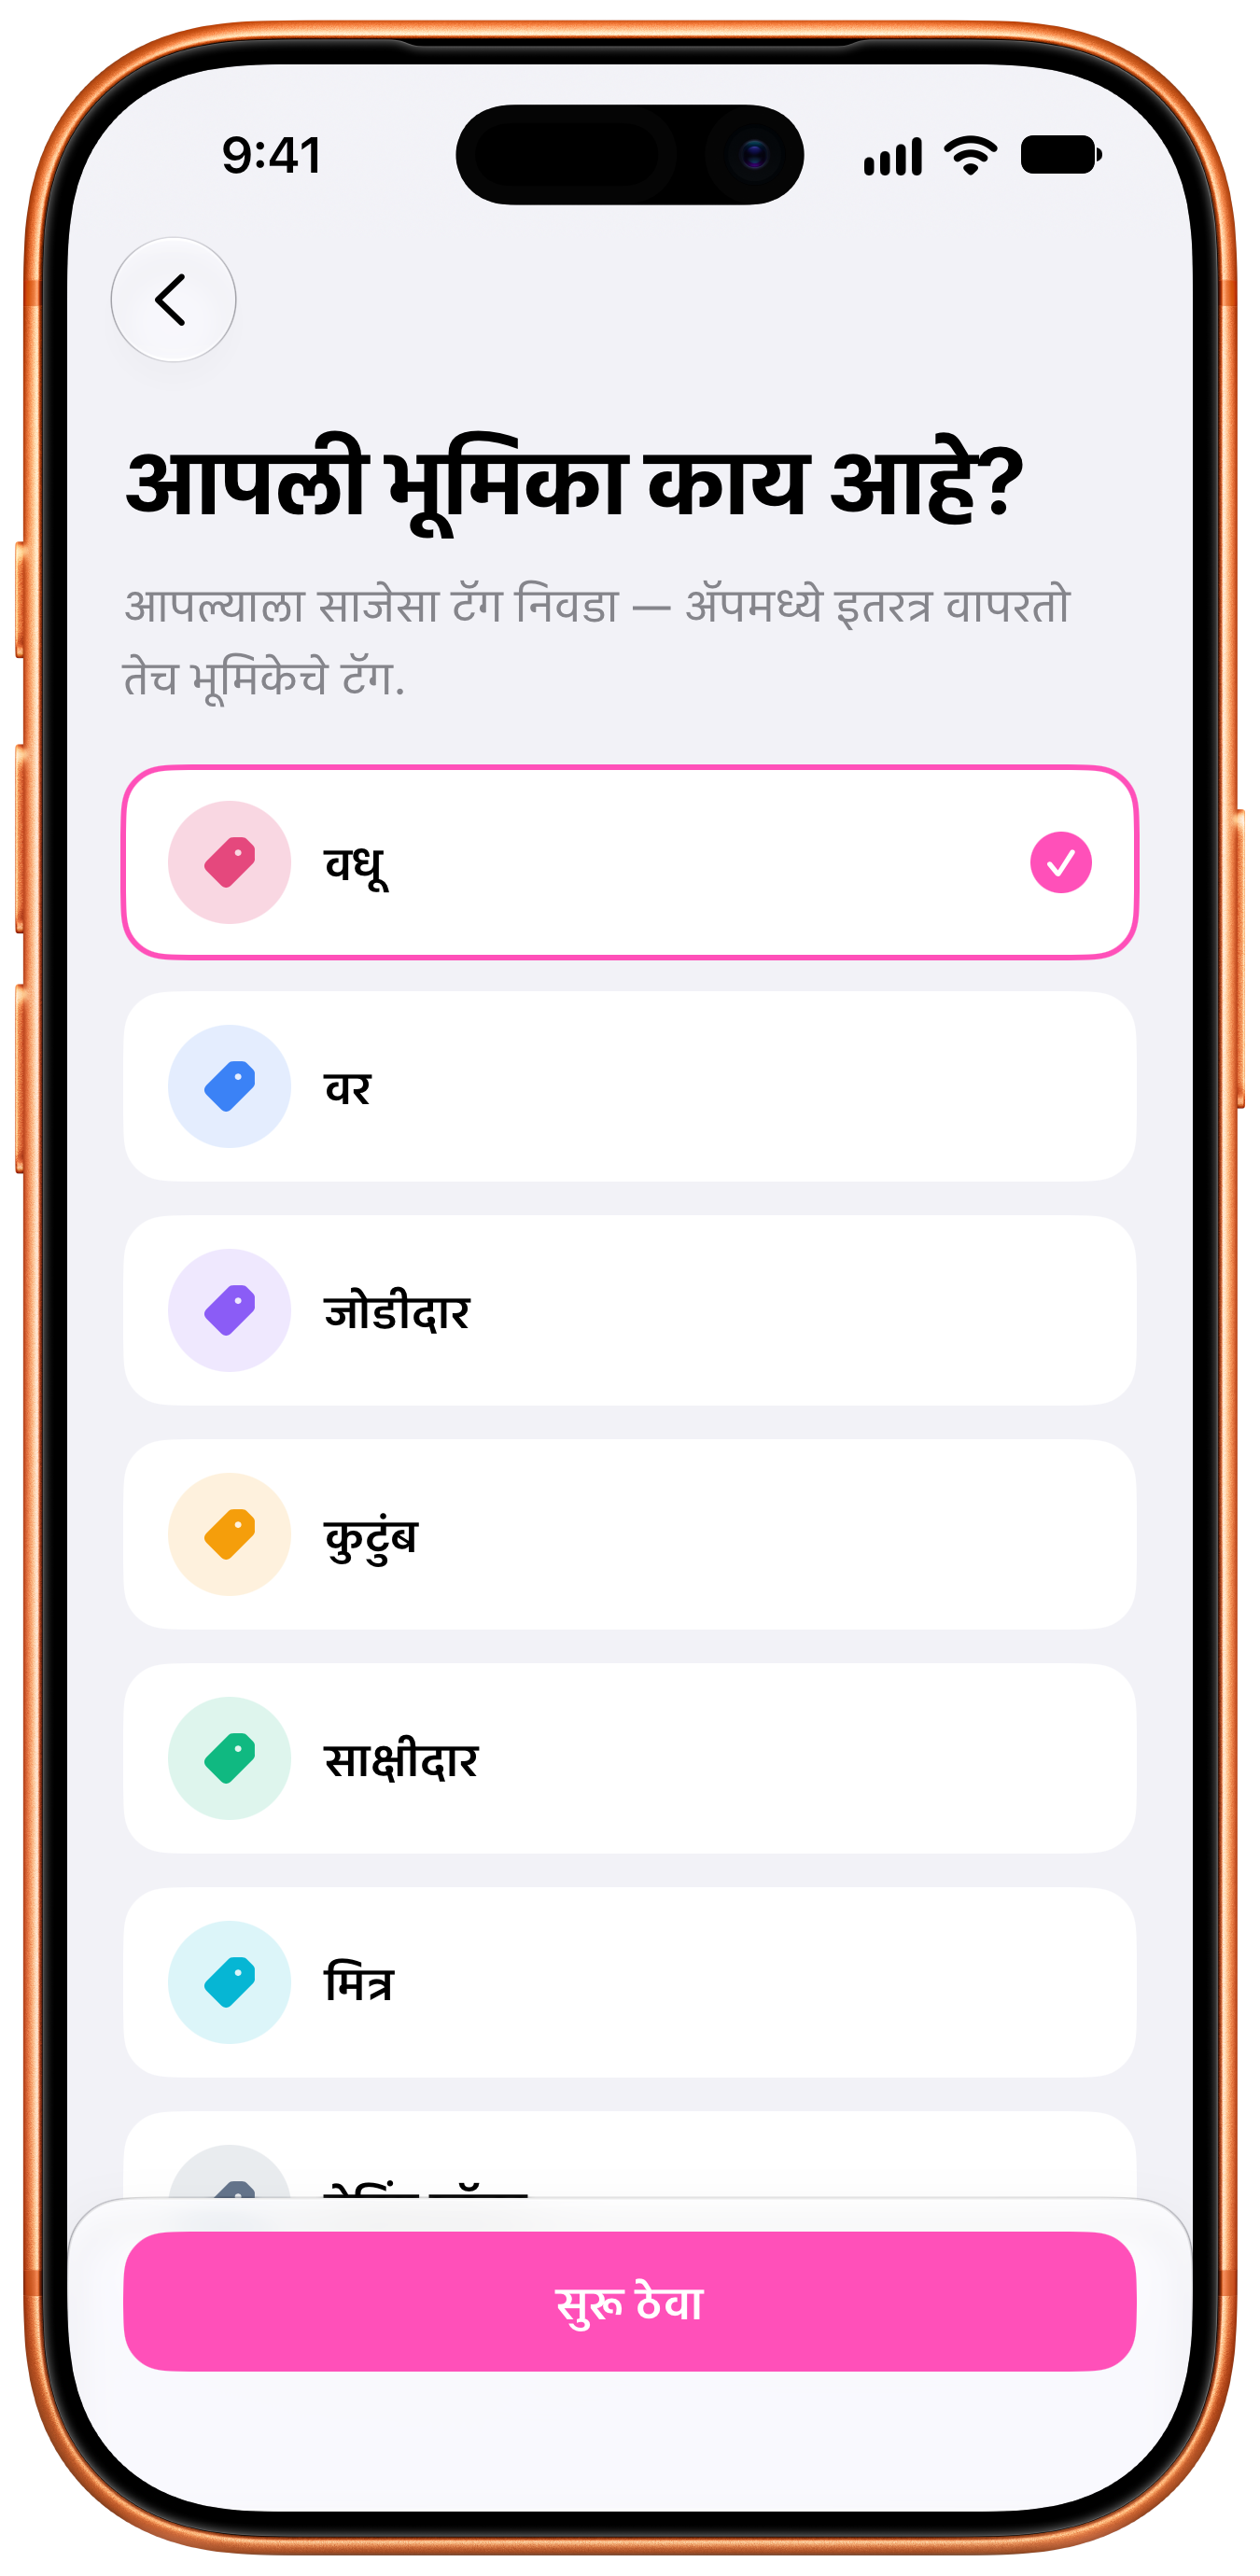 9:41
आपली भूमिका काय आहे?
आपल्याला साजेसा टॅग निवडा — ॲपमध्ये इतरत्र वापरतो
तेच भूमिकेचे टॅग.
वधू
वर
जोडीदार
कुटुंब
साक्षीदार
मित्र
सुरू ठेवा